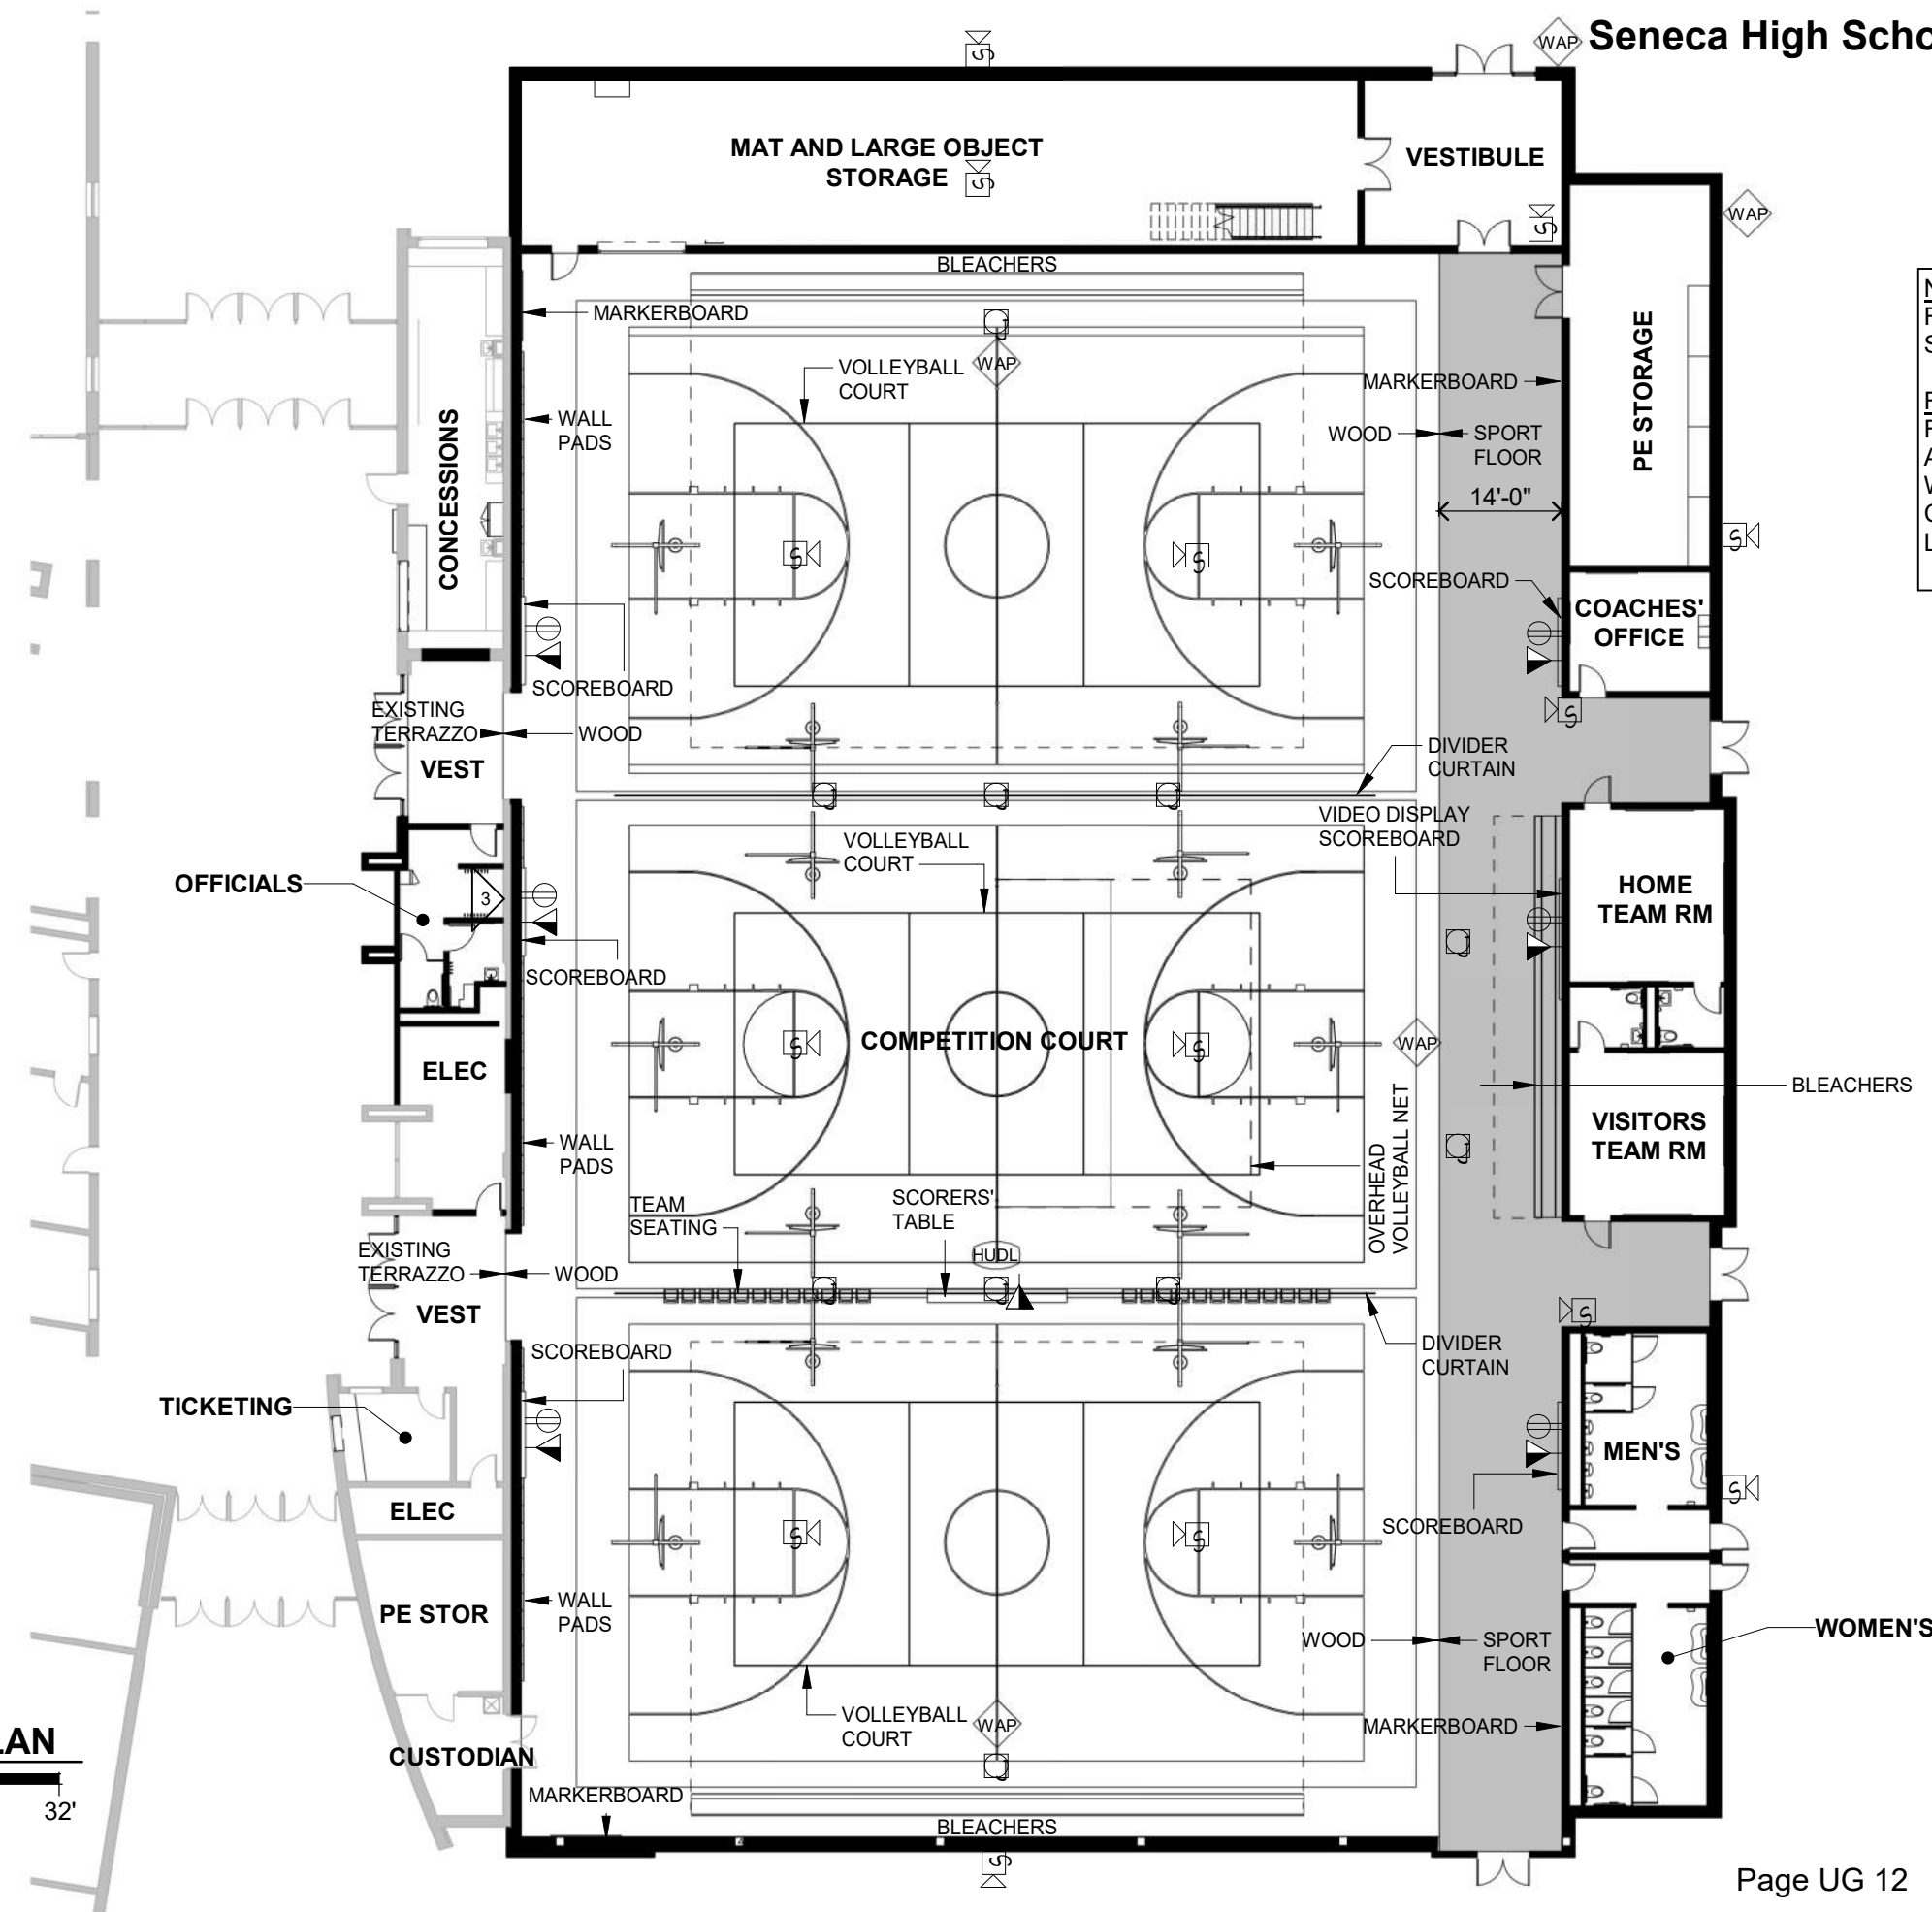 WAP
Seneca High Scho
MAT AND LARGE OBJECT
STORAGE
VESTIBULE
WAP
BLEACHERS
MARKERBOARD
VOLLEYBALL
COURT
WAP
MARKERBOARD
PE STORAGE
WALL
PADS
WOOD
SPORT
FLOOR
CONCESSIONS
14'-0"
SCOREBOARD
COACHES'
OFFICE
SCOREBOARD
EXISTING
TERRAZZO
WOOD
VEST
DIVIDER
CURTAIN
VIDEO DISPLAY
SCOREBOARD
VOLLEYBALL
COURT
OFFICIALS
3
HOME
TEAM RM
SCOREBOARD
COMPETITION COURT
WAP
ELEC
BLEACHERS
WALL
PADS
VISITORS
TEAM RM
OVERHEAD
VOLLEYBALL NET
TEAM
SEATING
SCORERS'
TABLE
HUDL
EXISTING
TERRAZZO
WOOD
VEST
SCOREBOARD
DIVIDER
CURTAIN
TICKETING
MEN'S
ELEC
SCOREBOARD
PE STOR
WALL
PADS
WOOD
SPORT
FLOOR
WOMEN'S
VOLLEYBALL
COURT
WAP
MARKERBOARD
LAN
32'
CUSTODIAN
MARKERBOARD
BLEACHERS
Page UG 12